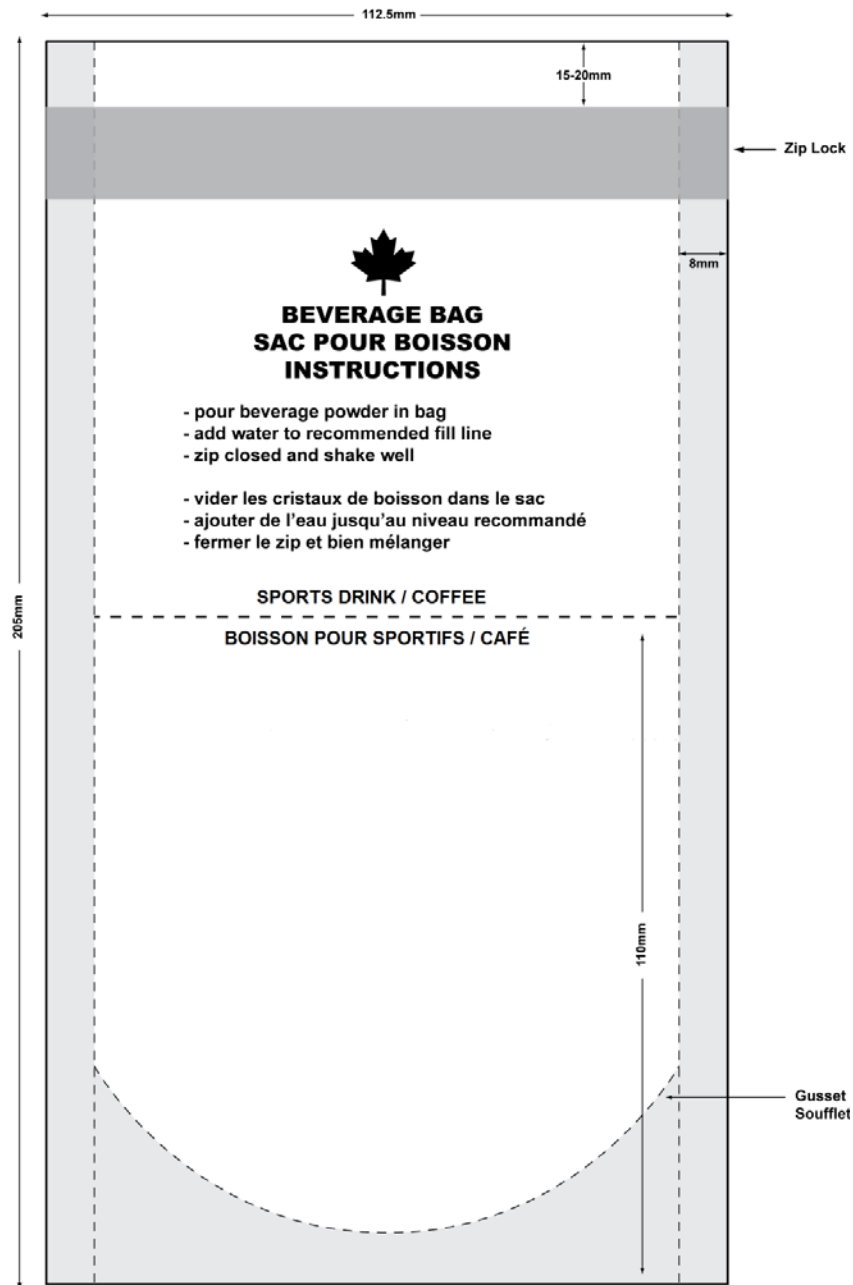 112.5mm
15-20mm
Zip Lock
8mm
BEVERAGE BAG
SAC POUR BOISSON
INSTRUCTIONS
- pour beverage powder in bag
- add water to recommended fill line
- zip closed and shake well
- vider les cristaux de boisson dans le sac
- ajouter de l'eau jusqu'au niveau recommandé
- fermer le zip et bien mélanger
SPORTS DRINK / COFFEE
BOISSON POUR SPORTIFS / CAFÉ
205mm
110mm
Gusset
Soufflet